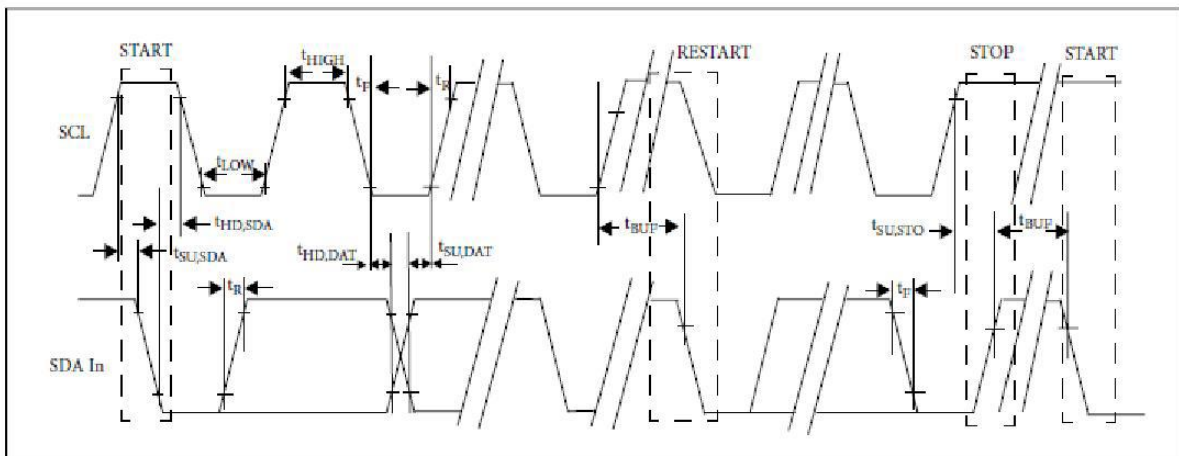 START
tHIGH
RESTART
STOP
START
tF
tR
SCL
tLOW
tHD,SDA
tBUF
tSU,STO
tBUF
tSU,SDA
tHD,DAT
tSU,DAT
tR
tF
SDA In